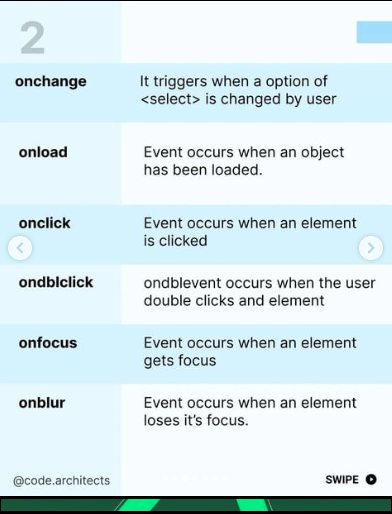 2
onchange
It triggers when a option of
<select> is changed by user
onload
Event occurs when an object
has been loaded.
onclick
Event occurs when an element
is clicked
ondblclick
ondblevent occurs when the user
double clicks and element
onfocus
Event occurs when an element
gets focus
onblur
Event occurs when an element
loses it's focus.
@code.architects
SWIPE